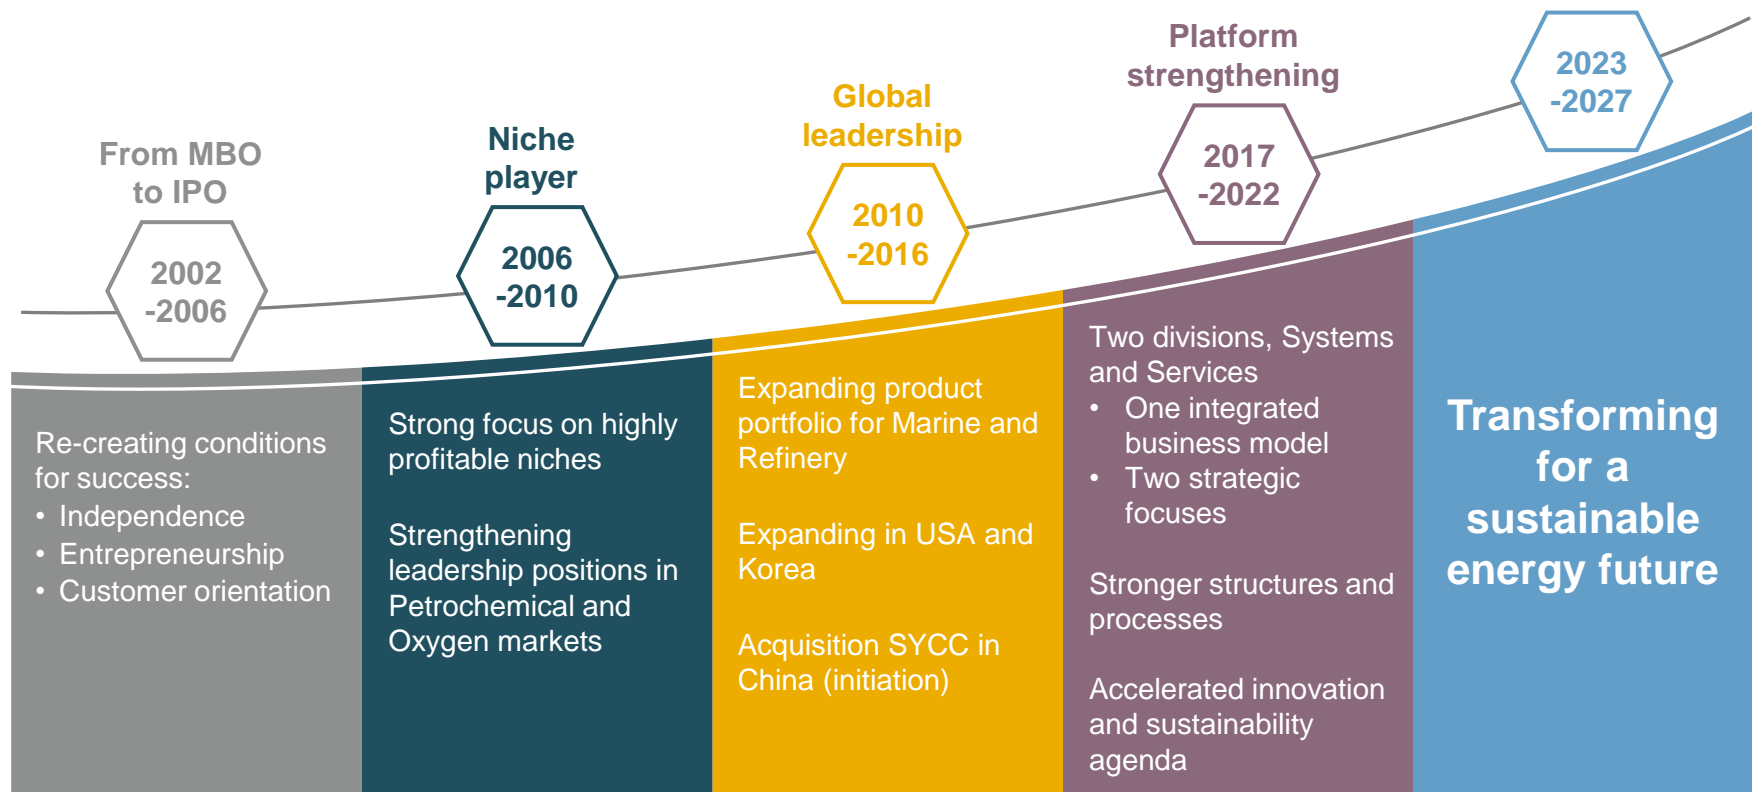 From MBO
to IPO
2002
-2006
Re-creating conditions
for success:
• Independence
• Entrepreneurship
• Customer orientation
Niche
player
2006
-2010
Strong focus on highly
profitable niches
Strengthening
leadership positions in
Petrochemical and
Oxygen markets
Global
leadership
2010
-2016
Expanding product
portfolio for Marine and
Refinery
Expanding in USA and
Korea
Acquisition SYCC in
China (initiation)
Platform
strengthening
2017
-2022
Two divisions, Systems
and Services
• One integrated
business model
• Two strategic
focuses
Stronger structures and
processes
Accelerated innovation
and sustainability
agenda
2023
-2027
Transforming
for a
sustainable
energy future